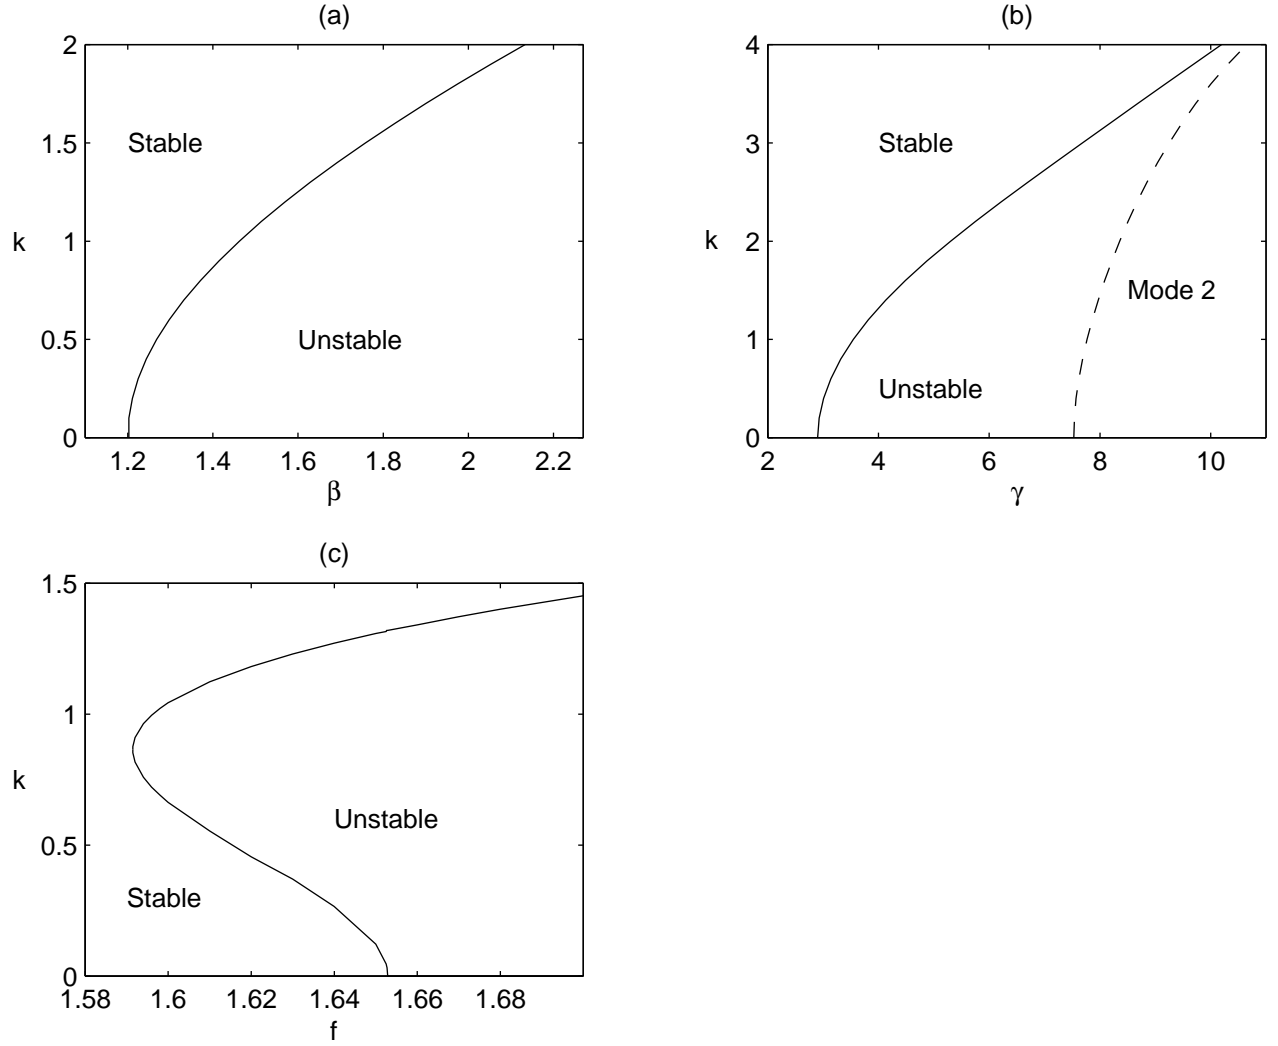 (a)
2
1.5
1
0.5
0
k
Stable
Unstable
1.2 1.4 1.6 1.8 2 2.2
β
(b)
4
3
2
1
0
k
Stable
Mode 2
Unstable
2 4 6 8 10
γ
(c)
1.5
1
0.5
0
k
Unstable
Stable
1.58 1.6 1.62 1.64 1.66 1.68
f